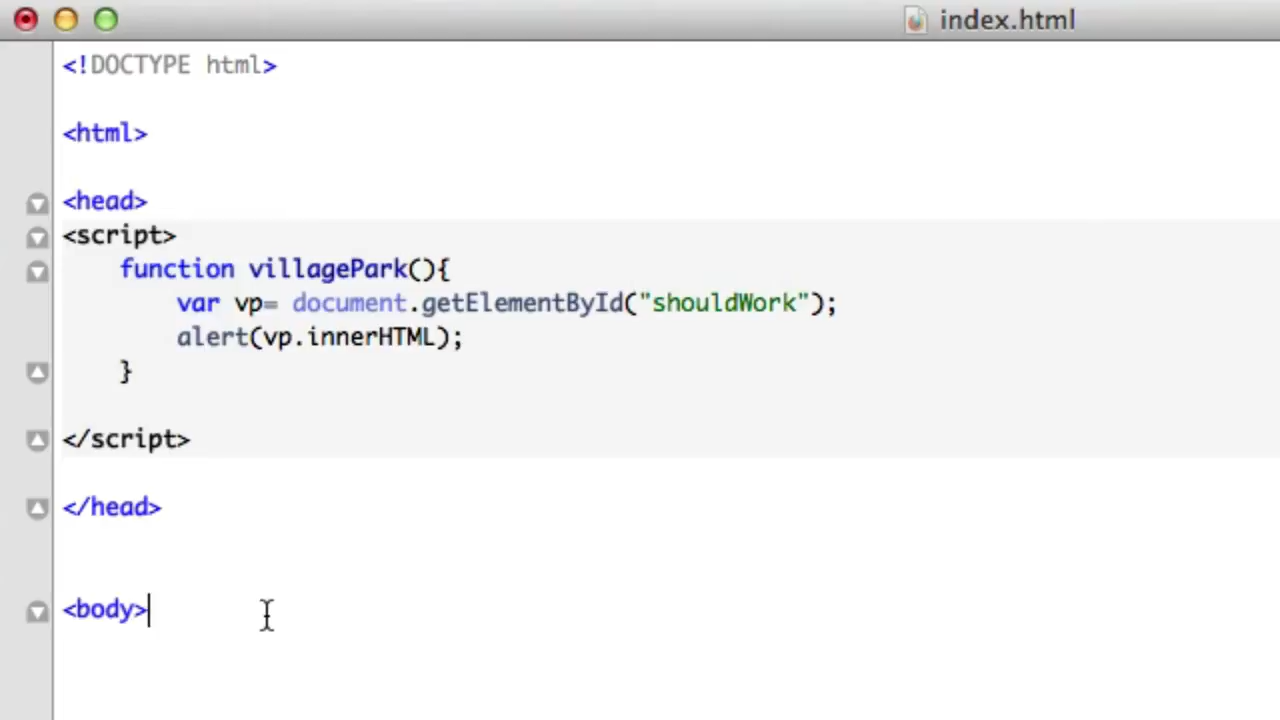 index.html
<!DOCTYPE html>
<html>
<head>
<script>
function villagePark(){
var vp= document.getElementById("shouldWork");
alert(vp.innerHTML);
}
</script>
</head>
<body>